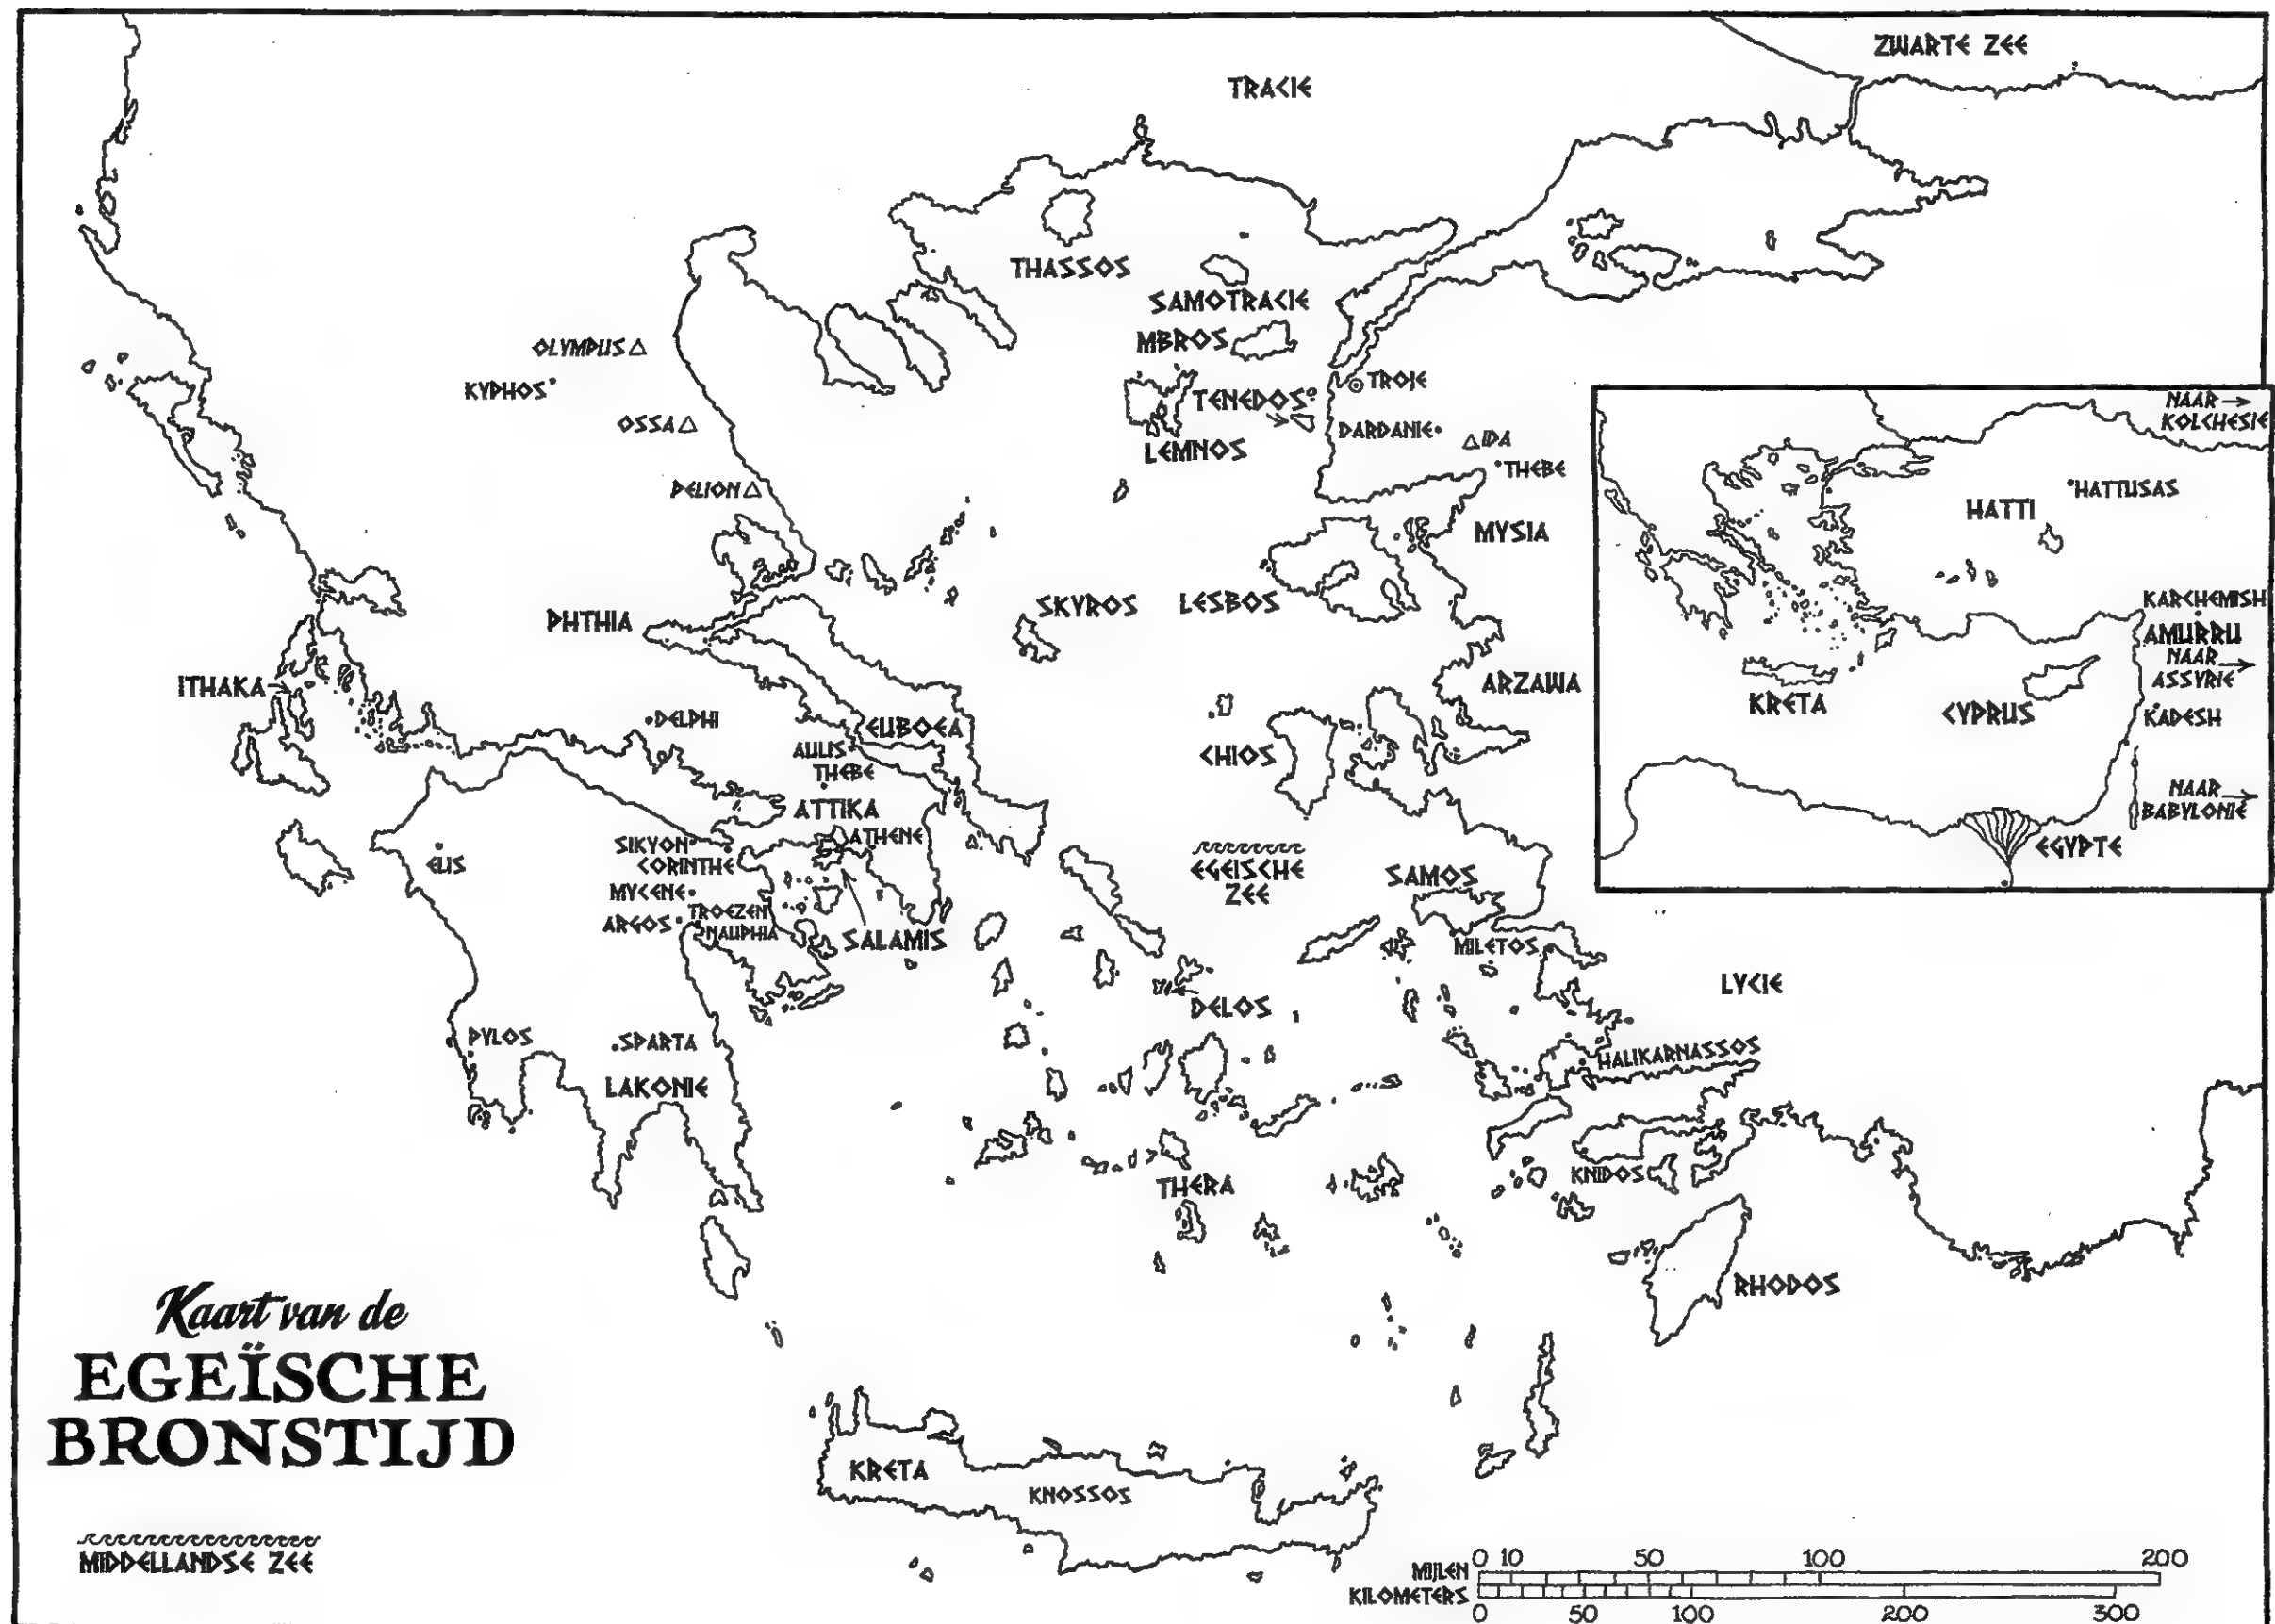 ZWARTE ZEE
TRACIE
THASSOS
SAMOTRACIE
MBROS
OLYMPUS
KYPHOS
TROJE
TENEDOS
OSSA
DARDANIE
IDA
LEMNOS
THEBE
PELION
MYSIA
SKYROS
LESBOS
PHTHIA
ITHAKA
ARZAWA
DELPHI
EUBOEA
AULIS
CHIOS
THEBE
ATTIKA
ATHENE
SIKYON
CORINTHE
ELIS
EGEISCHE
ZEE
SAMOS
MYCENE
TROEZEN
ARGOS
NAUPHIA
SALAMIS
MILETOS
LYCIE
DELOS
PYLOS
SPARTA
HALIKARNASSOS
LAKONIE
KNIDOS
THERA
RHODOS
KRETA
KNOSSOS
NAAR
KOLCHESIE
HATTUSAS
HATTI
KARCHEMISH
AMURRU
NAAR
ASSYRIE
KRETA
CYPRUS
KADESH
NAAR
BABYLONIE
EGYPTE
Kaart van de
EGEÏSCHE
BRONSTIJD
MIDDELLANDSE ZEE
MIJLEN 0 10 50 100 200
KILOMETERS 0 50 100 200 300